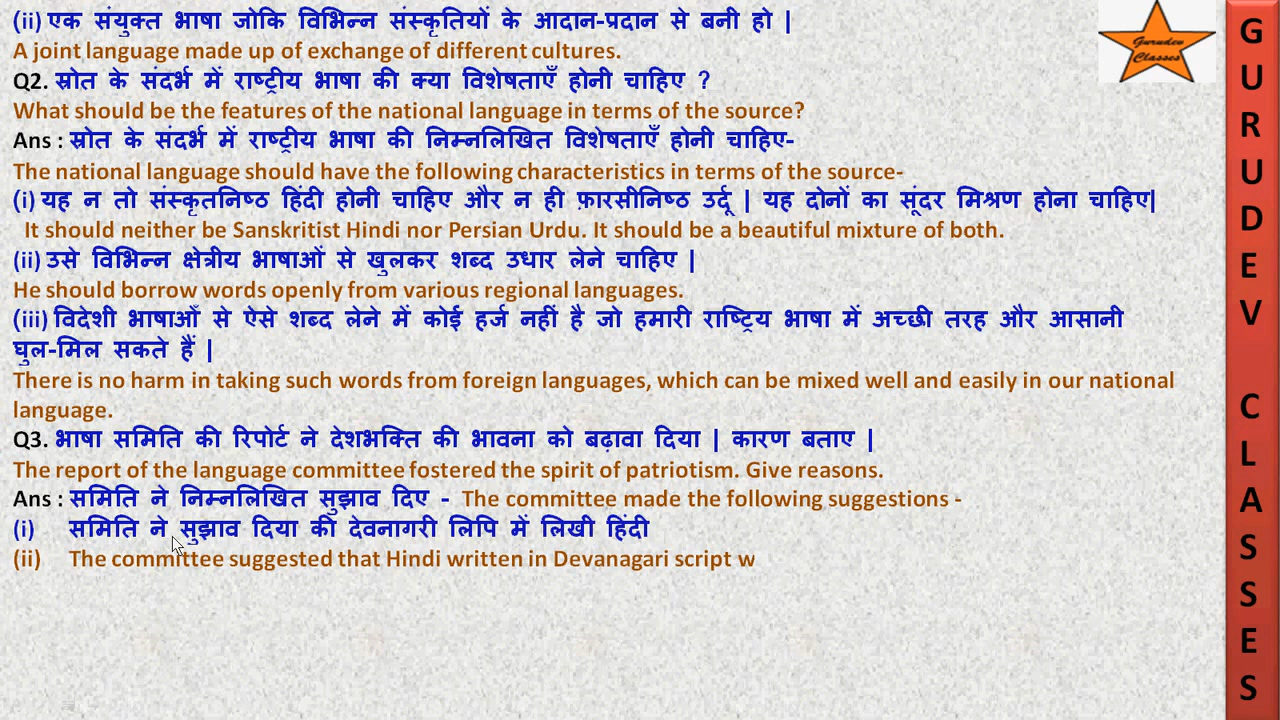 (ii) एक संयुक्त भाषा जोकि विभिन्न संस्कृतियों के आदान-प्रदान से बनी हो |
A joint language made up of exchange of different cultures.
Q2. स्रोत के संदर्भ में राष्ट्रीय भाषा की क्या विशेषताएँ होनी चाहिए ?
What should be the features of the national language in terms of the source?
Ans : स्रोत के संदर्भ में राष्ट्रीय भाषा की निम्नलिखित विशेषताएँ होनी चाहिए-
The national language should have the following characteristics in terms of the source-
(i) यह न तो संस्कृतनिष्ठ हिंदी होनी चाहिए और न ही फ़ारसीनिष्ठ उर्दू | यह दोनों का सूंदर मिश्रण होना चाहिए|
It should neither be Sanskritist Hindi nor Persian Urdu. It should be a beautiful mixture of both.
(ii) उसे विभिन्न क्षेत्रीय भाषाओं से खुलकर शब्द उधार लेने चाहिए |
He should borrow words openly from various regional languages.
(iii) विदेशी भाषाओँ से ऐसे शब्द लेने में कोई हर्ज नहीं है जो हमारी राष्ट्रिय भाषा में अच्छी तरह और आसानी
घुल-मिल सकते हैं |
There is no harm in taking such words from foreign languages, which can be mixed well and easily in our national
language.
Q3. भाषा समिति की रिपोर्ट ने देशभक्ति की भावना को बढ़ावा दिया | कारण बताए |
The report of the language committee fostered the spirit of patriotism. Give reasons.
Ans : समिति ने निम्नलिखित सुझाव दिए - The committee made the following suggestions -
(i) समिति ने सुझाव दिया की देवनागरी लिपि में लिखी हिंदी
(ii) The committee suggested that Hindi written in Devanagari script w
Gurudev
Classes
GURUDEV CLASSES